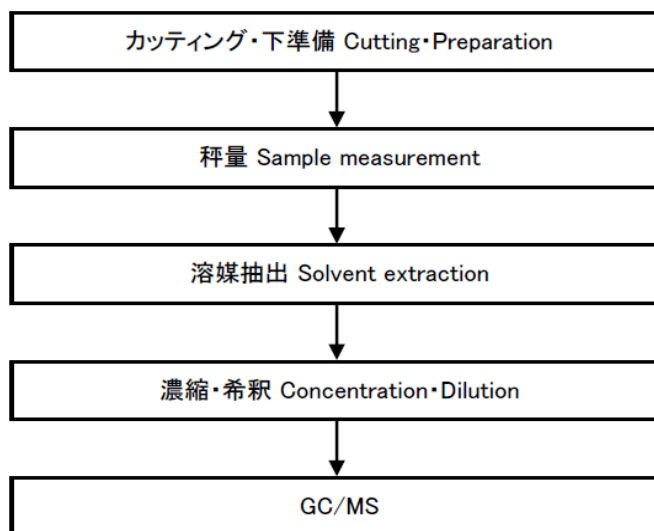 カッティング・下準備 Cutting・Preparation
秤量 Sample measurement
溶媒抽出 Solvent extraction
濃縮・希釈 Concentration・Dilution
GC/MS